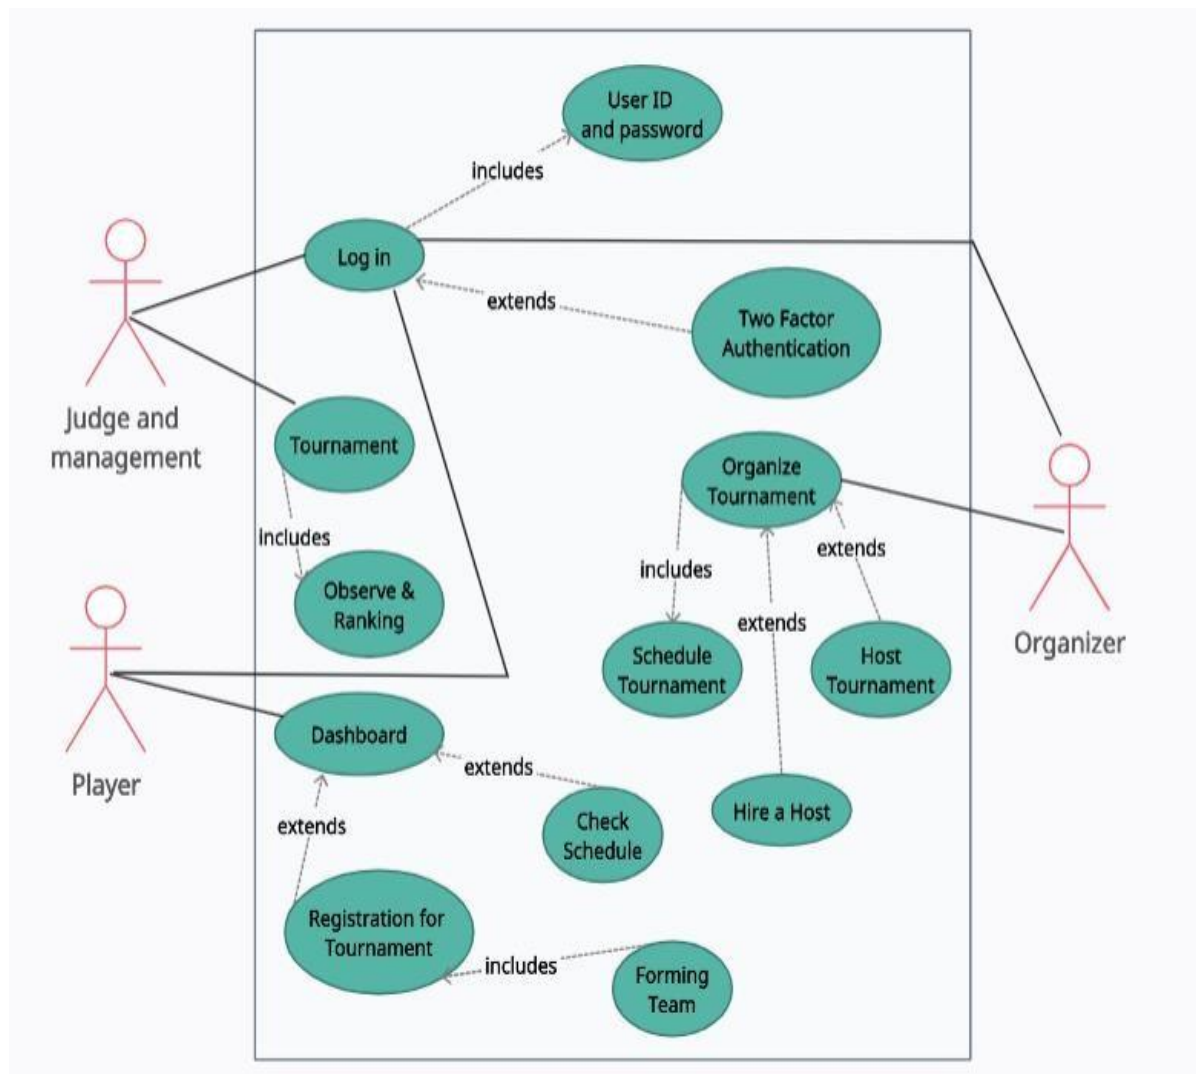 User ID
and password
includes
Log in
extends
Two Factor
Authentication
Judge and
management
Tournament
Organize
Tournament
includes
extends
includes
Observe &
Ranking
extends
Schedule
Tournament
Host
Tournament
Organizer
Player
Dashboard
extends
Hire a Host
extends
Check
Schedule
Registration for
Tournament
includes
Forming
Team